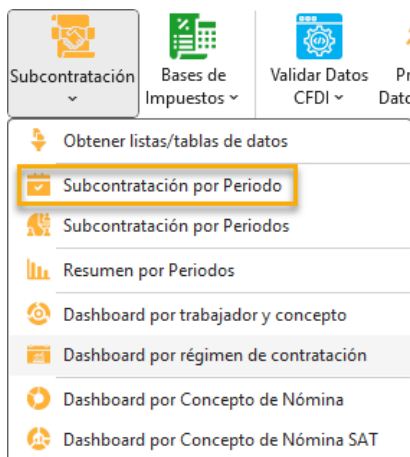 Subcontratación
Bases de
Impuestos
Validar Datos
CFDI
Obtener listas/tablas de datos
Subcontratación por Periodo
Subcontratación por Periodos
Resumen por Periodos
Dashboard por trabajador y concepto
Dashboard por régimen de contratación
Dashboard por Concepto de Nómina
Dashboard por Concepto de Nómina SAT